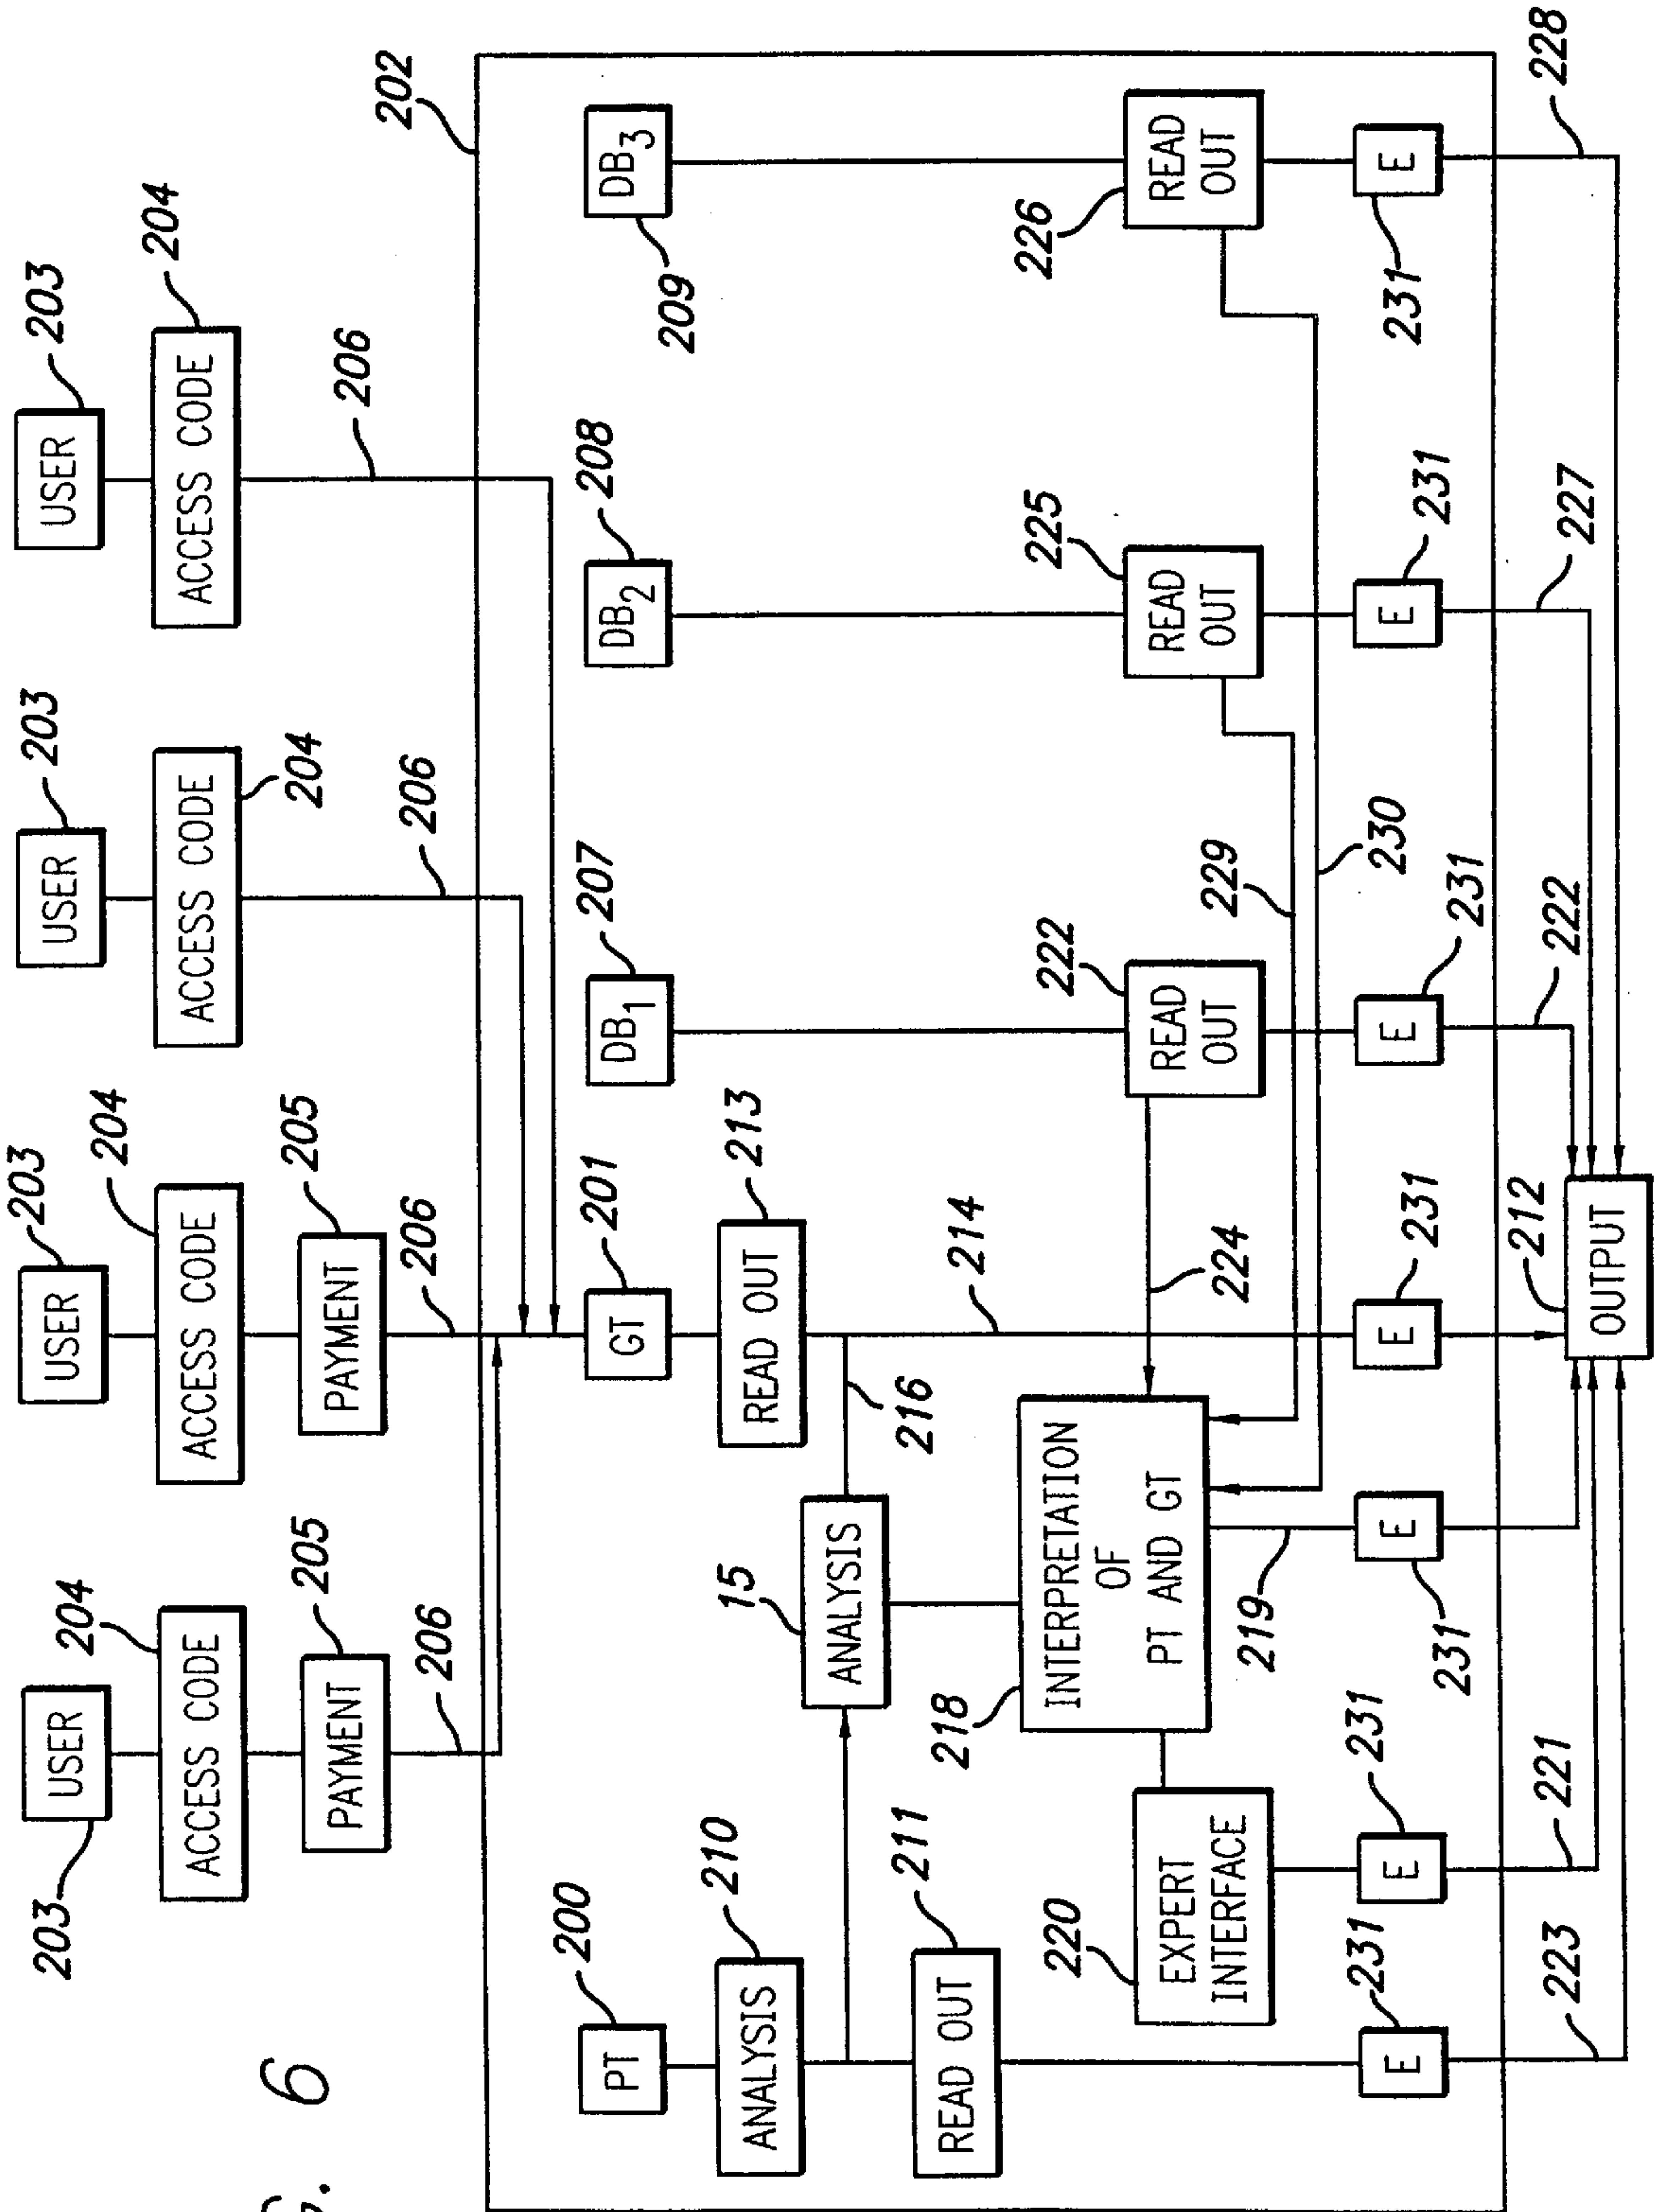 203
USER
USER
203
USER
203
USER
203
204
ACCESS CODE
ACCESS CODE
204
ACCESS CODE
204
ACCESS CODE
204
PAYMENT
205
PAYMENT
205
206
206
206
206
G. 6
202
PT
200
GT
201
DB1
207
DB2
208
DB3
209
ANALYSIS
210
READ OUT
213
15
ANALYSIS
216
214
READ OUT
211
218
INTERPRETATION
OF
PT AND GT
224
222
READ
OUT
225
READ
OUT
226
READ
OUT
220
EXPERT
INTERFACE
219
229
230
E
231
E
231
E
231
E
231
E
231
E
231
E
231
223
221
222
227
228
OUTPUT
212